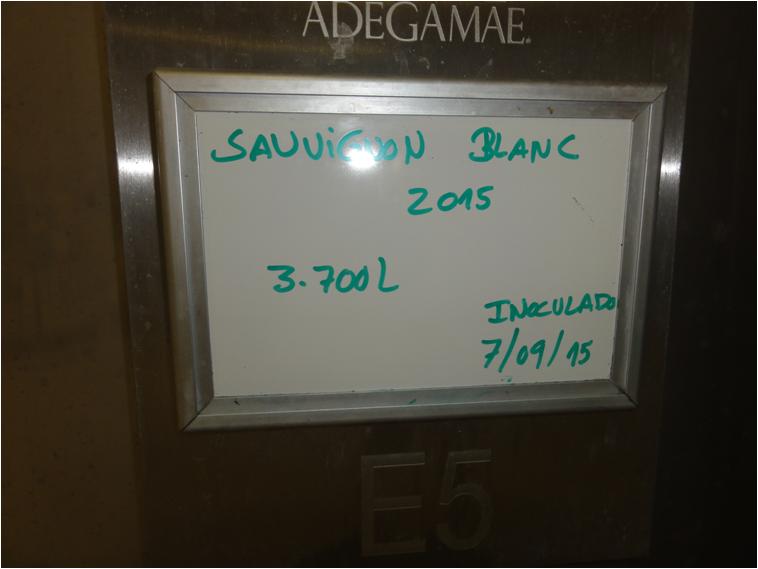 ADEGAMAE.
SAUVIGNON BLANC
2015
3.700L
INOCULADO
7/09/15
E5